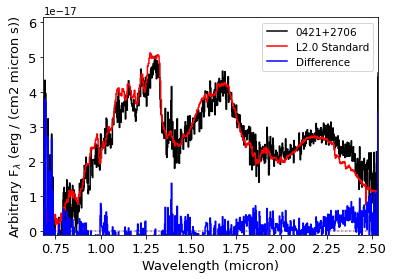 1e−17
0421+2706
L2.0 Standard
Difference
Arbitrary Fλ (erg / (cm2 micron s))
6
5
4
3
2
1
0
0.75 1.00 1.25 1.50 1.75 2.00 2.25 2.50
Wavelength (micron)